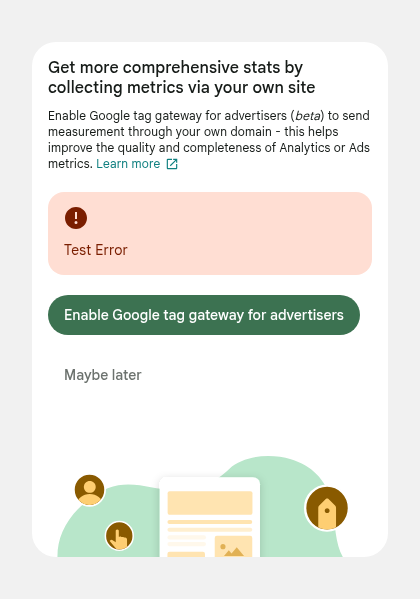 Get more comprehensive stats by
collecting metrics via your own site
Enable Google tag gateway for advertisers (beta) to send
measurement through your own domain - this helps
improve the quality and completeness of Analytics or Ads
metrics. Learn more
Test Error
Enable Google tag gateway for advertisers
Maybe later